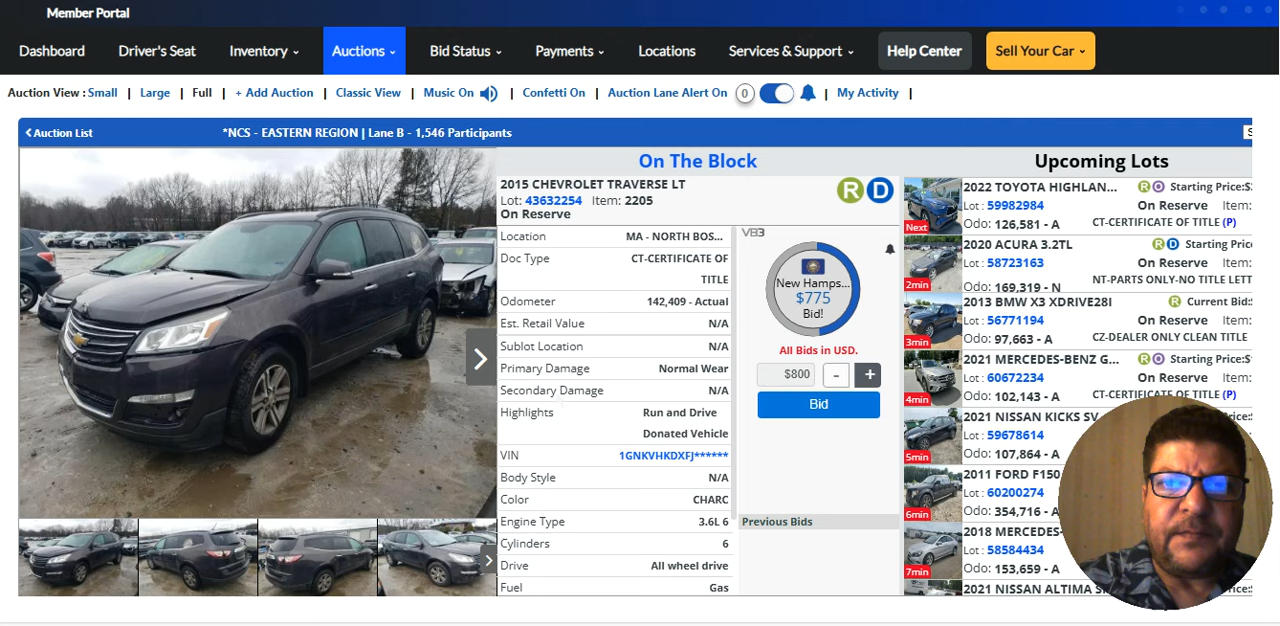 Member Portal
Dashboard Driver's Seat Inventory Auctions Bid Status Payments Locations Services & Support Help Center Sell Your Car
Auction View : Small | Large | Full | + Add Auction | Classic View | Music On | Confetti On | Auction Lane Alert On 0 | My Activity |
Auction List *NCS - EASTERN REGION | Lane B - 1,546 Participants
On The Block
2015 CHEVROLET TRAVERSE LT
Lot: 43632254 Item: 2205
On Reserve
R D
Location MA - NORTH BOS...
Doc Type CT-CERTIFICATE OF
TITLE
Odometer 142,409 - Actual
Est. Retail Value N/A
Sublot Location N/A
Primary Damage Normal Wear
Secondary Damage N/A
Highlights Run and Drive
Donated Vehicle
VIN 1GNKVHKDXFJ******
Body Style N/A
Color CHARC
Engine Type 3.6L 6
Cylinders 6
Drive All wheel drive
Fuel Gas
VB3
New Hamps...
$775
Bid!
All Bids in USD.
$800 - +
Bid
Previous Bids
Upcoming Lots
2022 TOYOTA HIGHLAN... R O Starting Price:$
Lot : 59982984 On Reserve Item:
Next Odo: 126,581 - A CT-CERTIFICATE OF TITLE (P)
2020 ACURA 3.2TL R D Starting Price
Lot : 58723163 On Reserve Item:
2min Odo: 169,319 - N NT-PARTS ONLY-NO TITLE LETT
2013 BMW X3 XDRIVE28I R Current Bid:
Lot : 56771194 On Reserve Item:
3min Odo: 97,663 - A CZ-DEALER ONLY CLEAN TITLE
2021 MERCEDES-BENZ G... R O Starting Price:$
Lot : 60672234 On Reserve Item:
4min Odo: 102,143 - A CT-CERTIFICATE OF TITLE (P)
2021 NISSAN KICKS SV
Lot : 59678614
5min Odo: 107,864 - A
2011 FORD F150
Lot : 60200274
6min Odo: 354,716 - A
2018 MERCEDES-
Lot : 58584434
7min Odo: 153,659 - A
2021 NISSAN ALTIMA